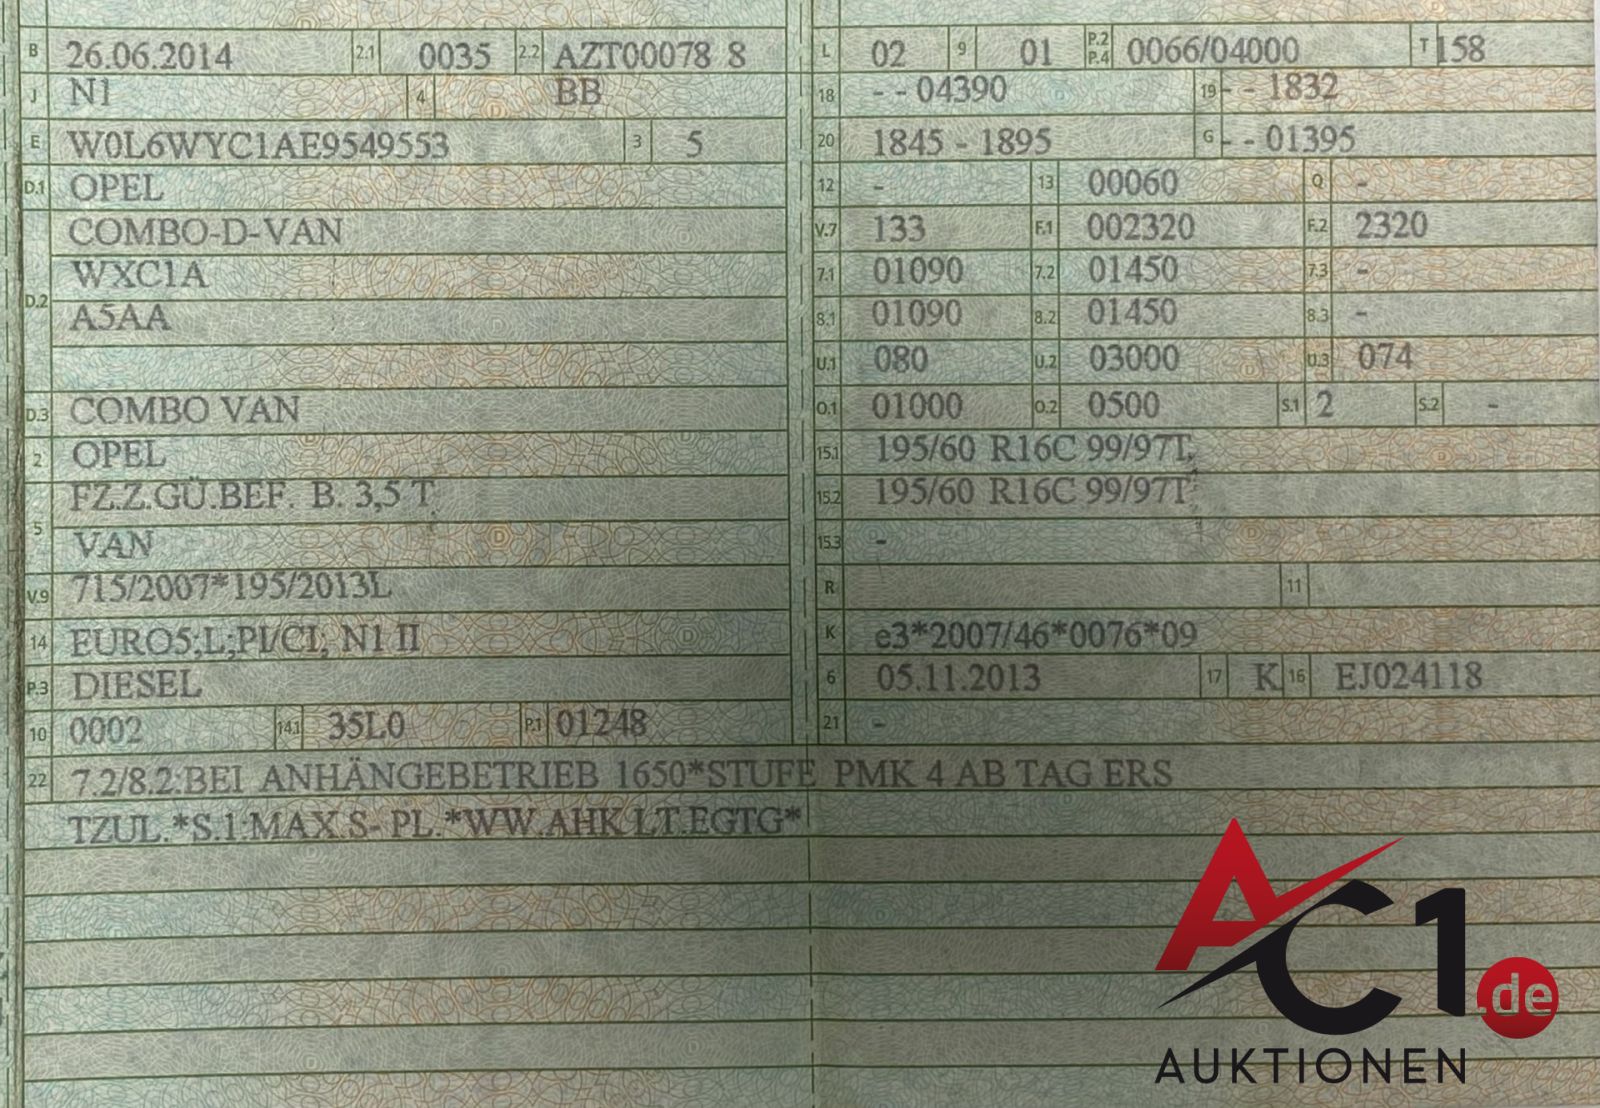 B 26.06.2014 2.1 0035 2.2 AZT00078 8
J N1 4 BB
E W0L6WYC1AE9549553 3 5
D.1 OPEL
COMBO-D-VAN
D.2 WXC1A
A5AA
D.3 COMBO VAN
2 OPEL
5 FZ.Z.GÜ.BEF. B. 3,5 T
VAN
V.9 715/2007*195/2013L
14 EURO5;L;PI/CI; N1 II
P.3 DIESEL
10 0002 14.1 35L0 P.1 01248
L 02 9 01 P.2 P.4 0066/04000 T 158
18 - - 04390 19 - - 1832
20 1845 - 1895 G - - 01395
12 - 13 00060 Q -
V.7 133 F.1 002320 F.2 2320
7.1 01090 7.2 01450 7.3 -
8.1 01090 8.2 01450 8.3 -
U.1 080 U.2 03000 U.3 074
O.1 01000 O.2 0500 S.1 2 S.2 -
15.1 195/60 R16C 99/97T
15.2 195/60 R16C 99/97T
15.3 -
R 11
K e3*2007/46*0076*09
6 05.11.2013 17 K 16 EJ024118
21 -
22 7.2/8.2:BEI ANHÄNGEBETRIEB 1650*STUFE PMK 4 AB TAG ERS
TZUL.*S.1:MAX.S- PL.*WW.AHK LT.EGTG*
AC1.de
AUKTIONEN